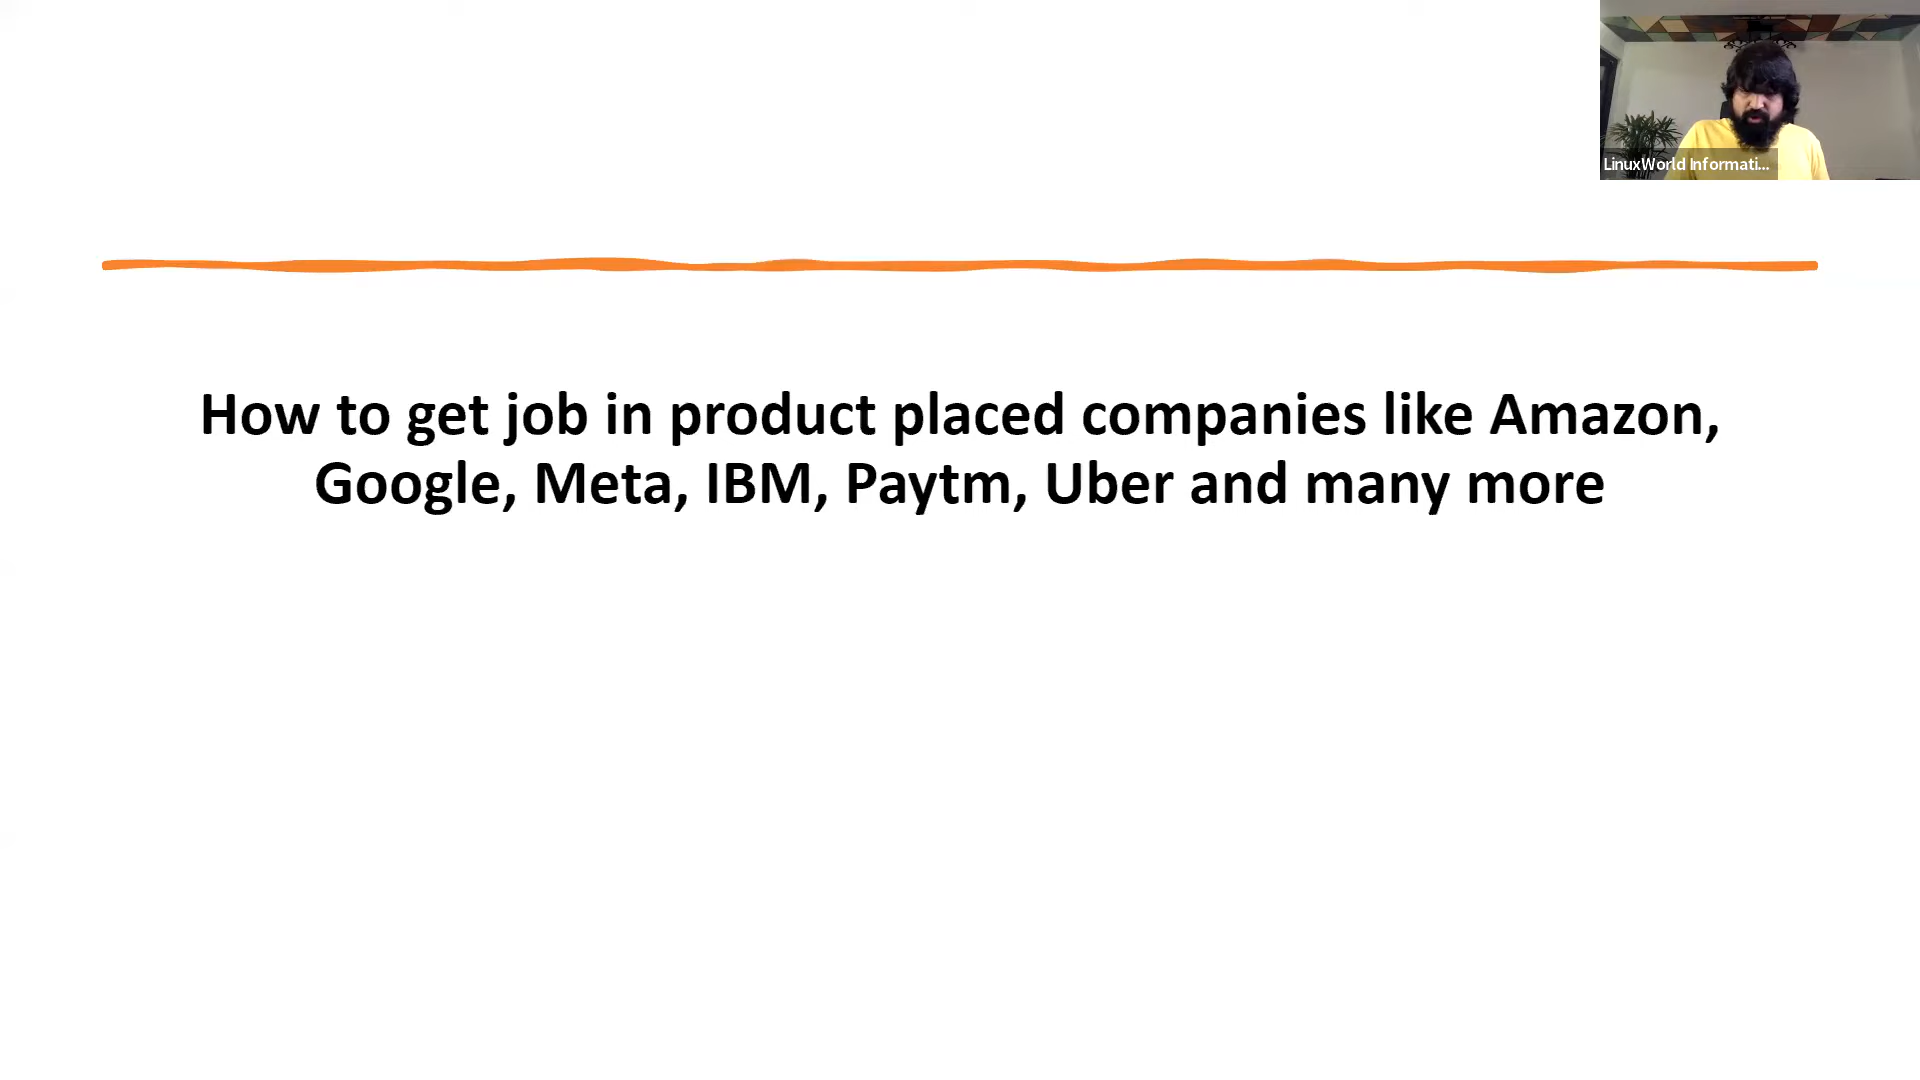 LinuxWorld Informati...
How to get job in product placed companies like Amazon,
Google, Meta, IBM, Paytm, Uber and many more